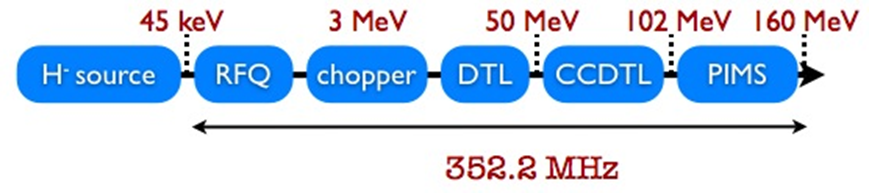 45 keV 3 MeV 50 MeV 102 MeV 160 MeV
H- source RFQ chopper DTL CCDTL PIMS
352.2 MHz